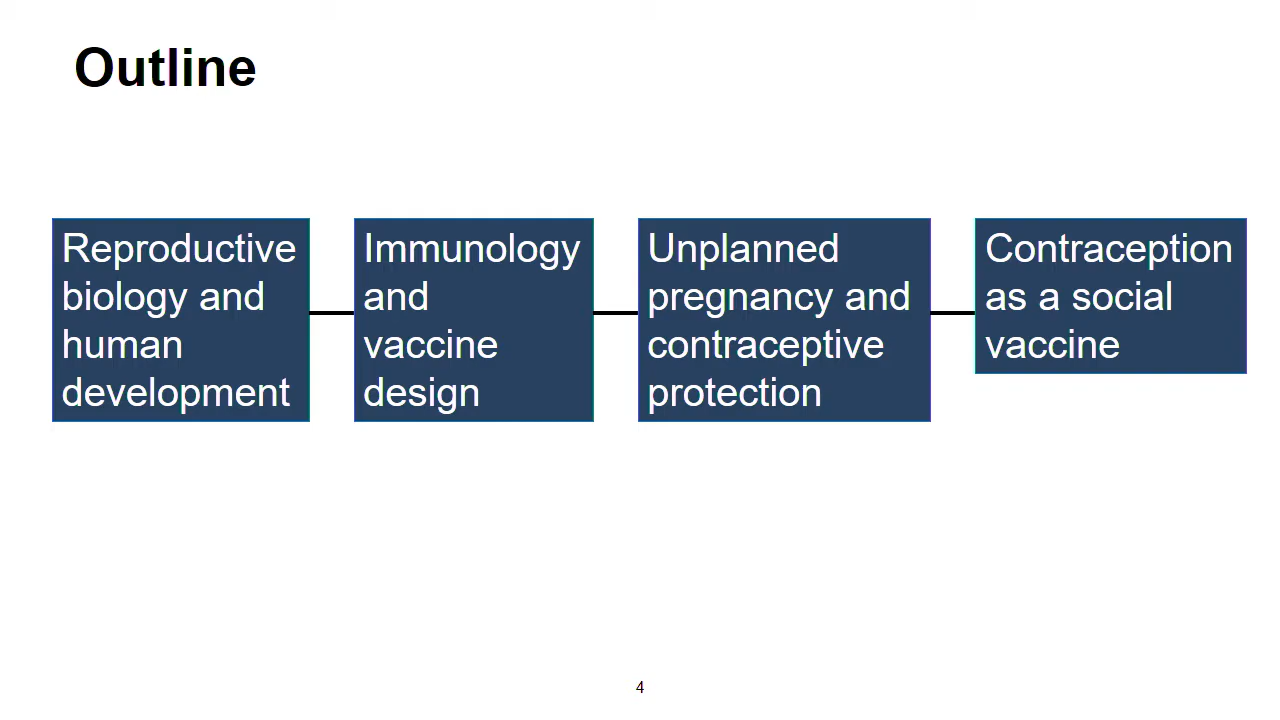 Outline
Reproductive
biology and
human
development
Immunology
and
vaccine
design
Unplanned
pregnancy and
contraceptive
protection
Contraception
as a social
vaccine
4